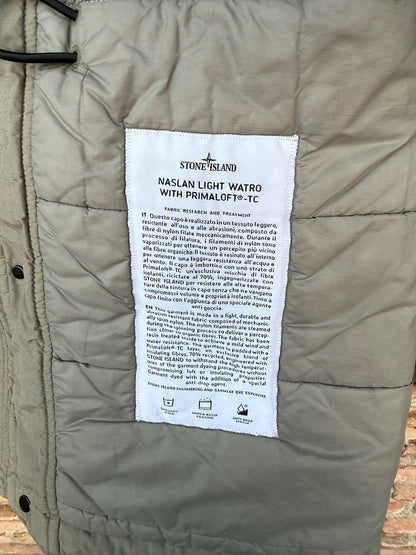 STONE ISLAND
NASLAN LIGHT WATRO
WITH PRIMALOFT®-TC
FABRIC RESEARCH AND TREATMENT
IT Questo capo è realizzato in un tessuto leggero,
resistente all'uso e alle abrasioni, composto da
fibre di nylon filate meccanicamente. Durante il
processo di filatura, i filamenti di nylon sono
vaporizzati per ottenere un percepito più vicino
alle fibre organiche. Il tessuto è resinato all'interno
per ottenere una leggera resistenza all'acqua e
al vento. Il capo è imbottito con uno strato di
Primaloft®-TC un'esclusiva mischia di fibre
isolanti, riciclate al 70%, ingegnerizzata con
STONE ISLAND per resistere alle alte tempera-
ture della tintura in capo senza che ne vengano
compromessi volume e proprietà isolanti. Tinto a
capo finito con l'aggiunta di uno speciale agente
anti goccia.
EN This garment is made in a light, durable and
abrasion resistant fabric composed of mechanic-
ally spun nylon. The nylon filaments are steamed
during the spinning process to deliver a percep-
tion closer to organic fibres. The fabric has been
resin treated inside to achieve a mild wind and
water resistance. The garment is padded with a
Primaloft®-TC layer, an exclusive blend of
insulating fibres, 70% recycled, engineered with
STONE ISLAND to withstand the high temperat-
ures of the garment dyeing procedures without
compromising loft or insulating properties.
Garment dyed with the addition of a special
anti-drop agent.
STONE ISLAND ENGINEERING AND GARMENT DYE EXPERTISE